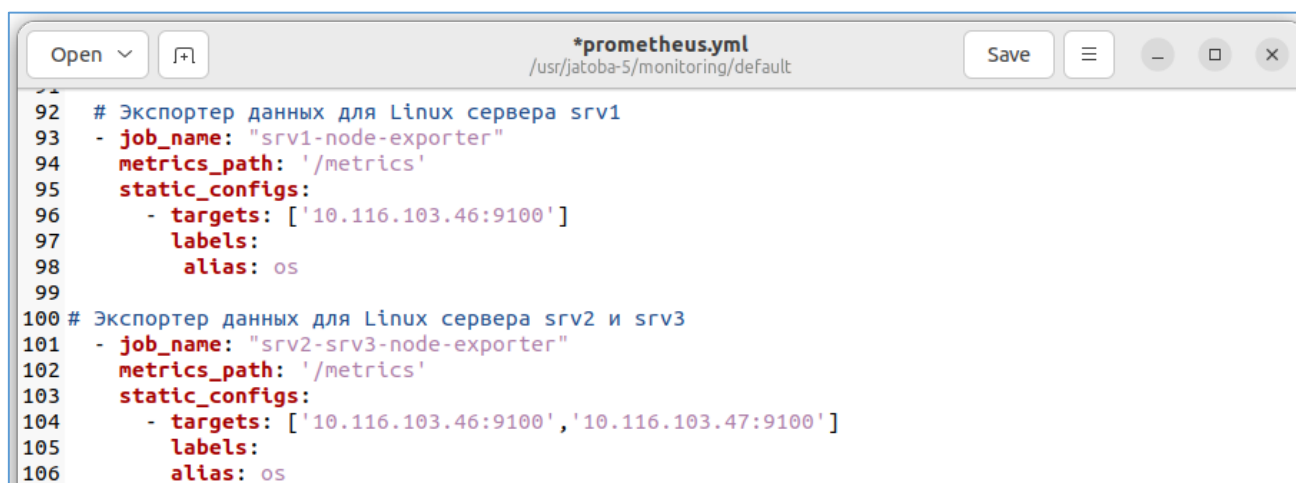 Open
*prometheus.yml
/usr/jatoba-5/monitoring/default
Save
92 # Экспортер данных для Linux сервера srv1
93 - job_name: "srv1-node-exporter"
94 metrics_path: '/metrics'
95 static_configs:
96 - targets: ['10.116.103.46:9100']
97 labels:
98 alias: os
99
100 # Экспортер данных для Linux сервера srv2 и srv3
101 - job_name: "srv2-srv3-node-exporter"
102 metrics_path: '/metrics'
103 static_configs:
104 - targets: ['10.116.103.46:9100','10.116.103.47:9100']
105 labels:
106 alias: os